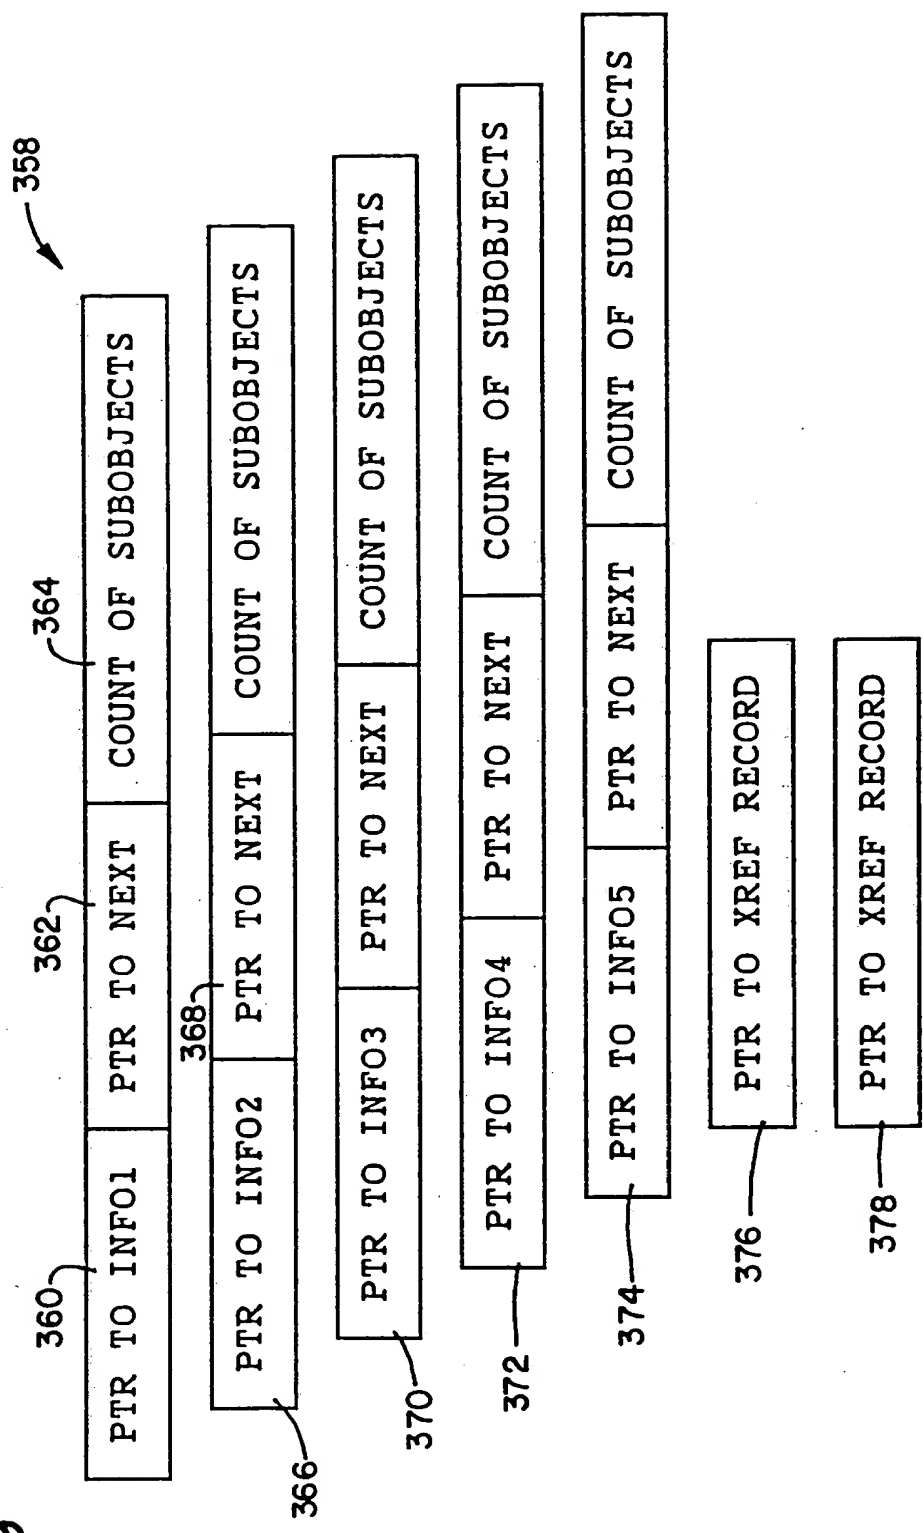 358
360 362 364
PTR TO INFO1 PTR TO NEXT COUNT OF SUBOBJECTS
368
366 PTR TO INFO2 PTR TO NEXT COUNT OF SUBOBJECTS
370 PTR TO INFO3 PTR TO NEXT COUNT OF SUBOBJECTS
372 PTR TO INFO4 PTR TO NEXT COUNT OF SUBOBJECTS
374 PTR TO INFO5 PTR TO NEXT COUNT OF SUBOBJECTS
376 PTR TO XREF RECORD
378 PTR TO XREF RECORD